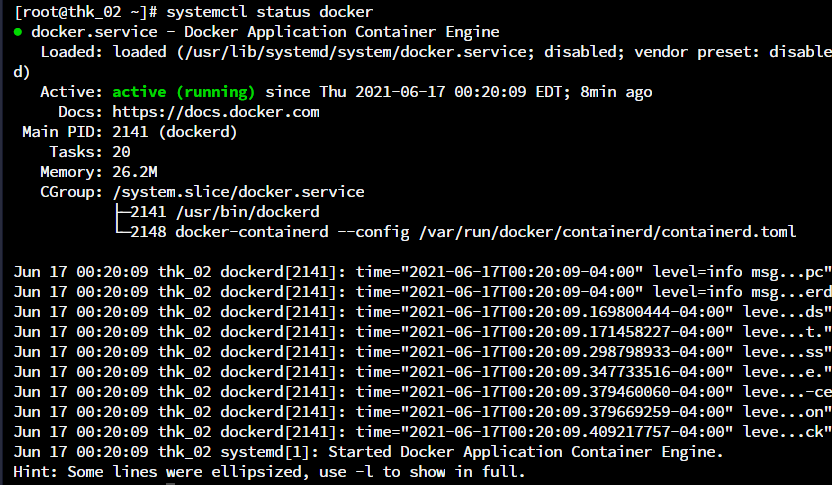 [root@thk_02 ~]# systemctl status docker
● docker.service - Docker Application Container Engine
   Loaded: loaded (/usr/lib/systemd/system/docker.service; disabled; vendor preset: disable
d)
   Active: active (running) since Thu 2021-06-17 00:20:09 EDT; 8min ago
     Docs: https://docs.docker.com
 Main PID: 2141 (dockerd)
    Tasks: 20
   Memory: 26.2M
   CGroup: /system.slice/docker.service
           ├─2141 /usr/bin/dockerd
           └─2148 docker-containerd --config /var/run/docker/containerd/containerd.toml

Jun 17 00:20:09 thk_02 dockerd[2141]: time="2021-06-17T00:20:09-04:00" level=info msg...pc"
Jun 17 00:20:09 thk_02 dockerd[2141]: time="2021-06-17T00:20:09-04:00" level=info msg...erd
Jun 17 00:20:09 thk_02 dockerd[2141]: time="2021-06-17T00:20:09.169800444-04:00" leve...ds"
Jun 17 00:20:09 thk_02 dockerd[2141]: time="2021-06-17T00:20:09.171458227-04:00" leve...t."
Jun 17 00:20:09 thk_02 dockerd[2141]: time="2021-06-17T00:20:09.298798933-04:00" leve...ss"
Jun 17 00:20:09 thk_02 dockerd[2141]: time="2021-06-17T00:20:09.347733516-04:00" leve...e."
Jun 17 00:20:09 thk_02 dockerd[2141]: time="2021-06-17T00:20:09.379460060-04:00" leve...-ce
Jun 17 00:20:09 thk_02 dockerd[2141]: time="2021-06-17T00:20:09.379669259-04:00" leve...on"
Jun 17 00:20:09 thk_02 dockerd[2141]: time="2021-06-17T00:20:09.409217757-04:00" leve...ck"
Jun 17 00:20:09 thk_02 systemd[1]: Started Docker Application Container Engine.
Hint: Some lines were ellipsized, use -l to show in full.